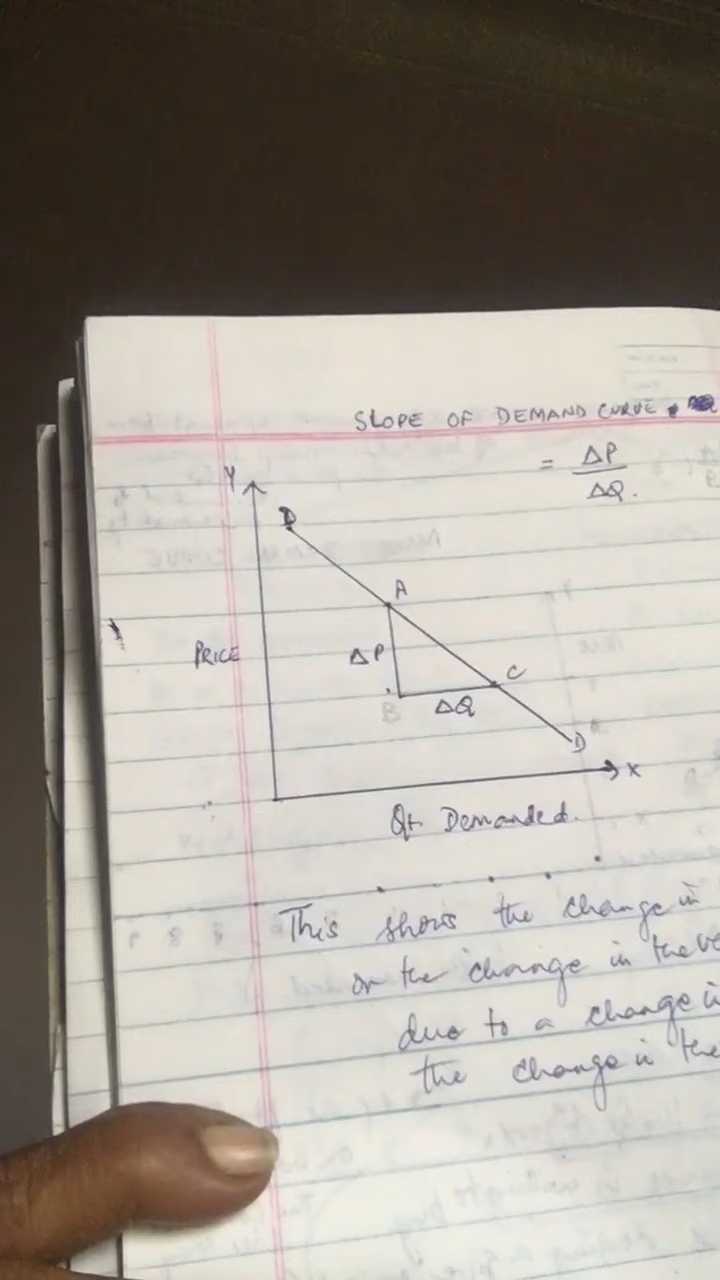 SLOPE OF DEMAND CURVE
= ΔP
ΔQ.
Y
D
A
PRICE
ΔP
C
B
ΔQ
D
X
Qt Demanded.
This shows the change in
or the change in the
due to a change in
the change in the